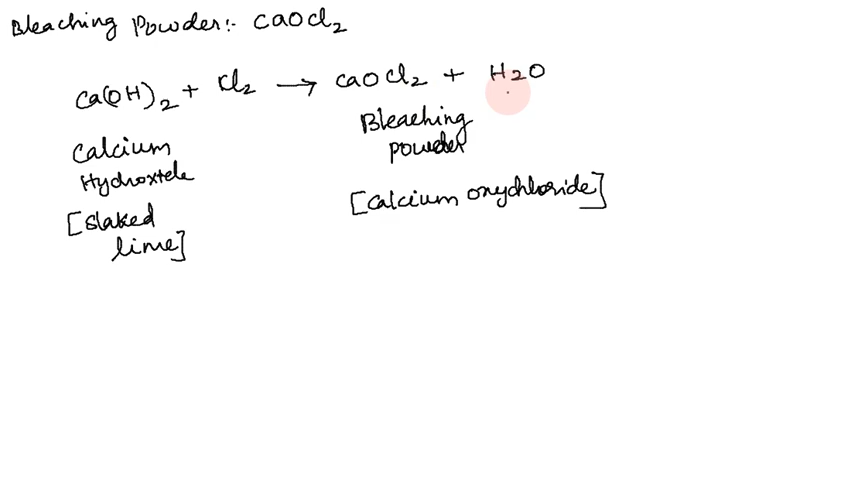 Bleaching Powder:- CaOCl2
Ca(OH)2 + Cl2 → CaOCl2 + H2O
Calcium Hydroxide
[Slaked lime]
Bleaching powder
[Calcium oxychloride]